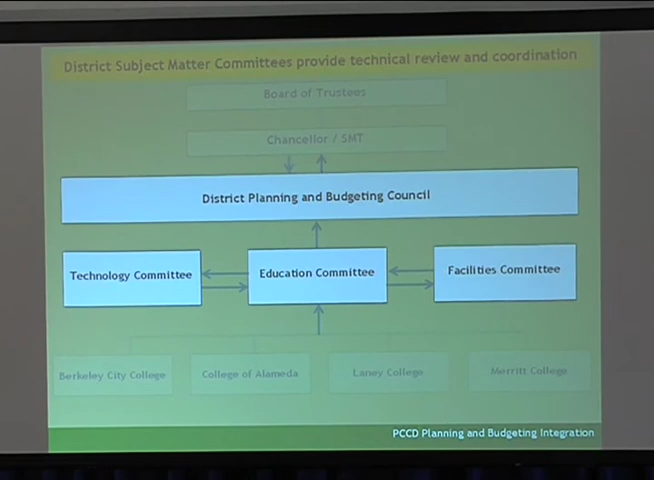 District Subject Matter Committees provide technical review and coordination
Board of Trustees
Chancellor / SMT
District Planning and Budgeting Council
Technology Committee
Education Committee
Facilities Committee
Berkeley City College
College of Alameda
Laney College
Merritt College
PCCD Planning and Budgeting Integration